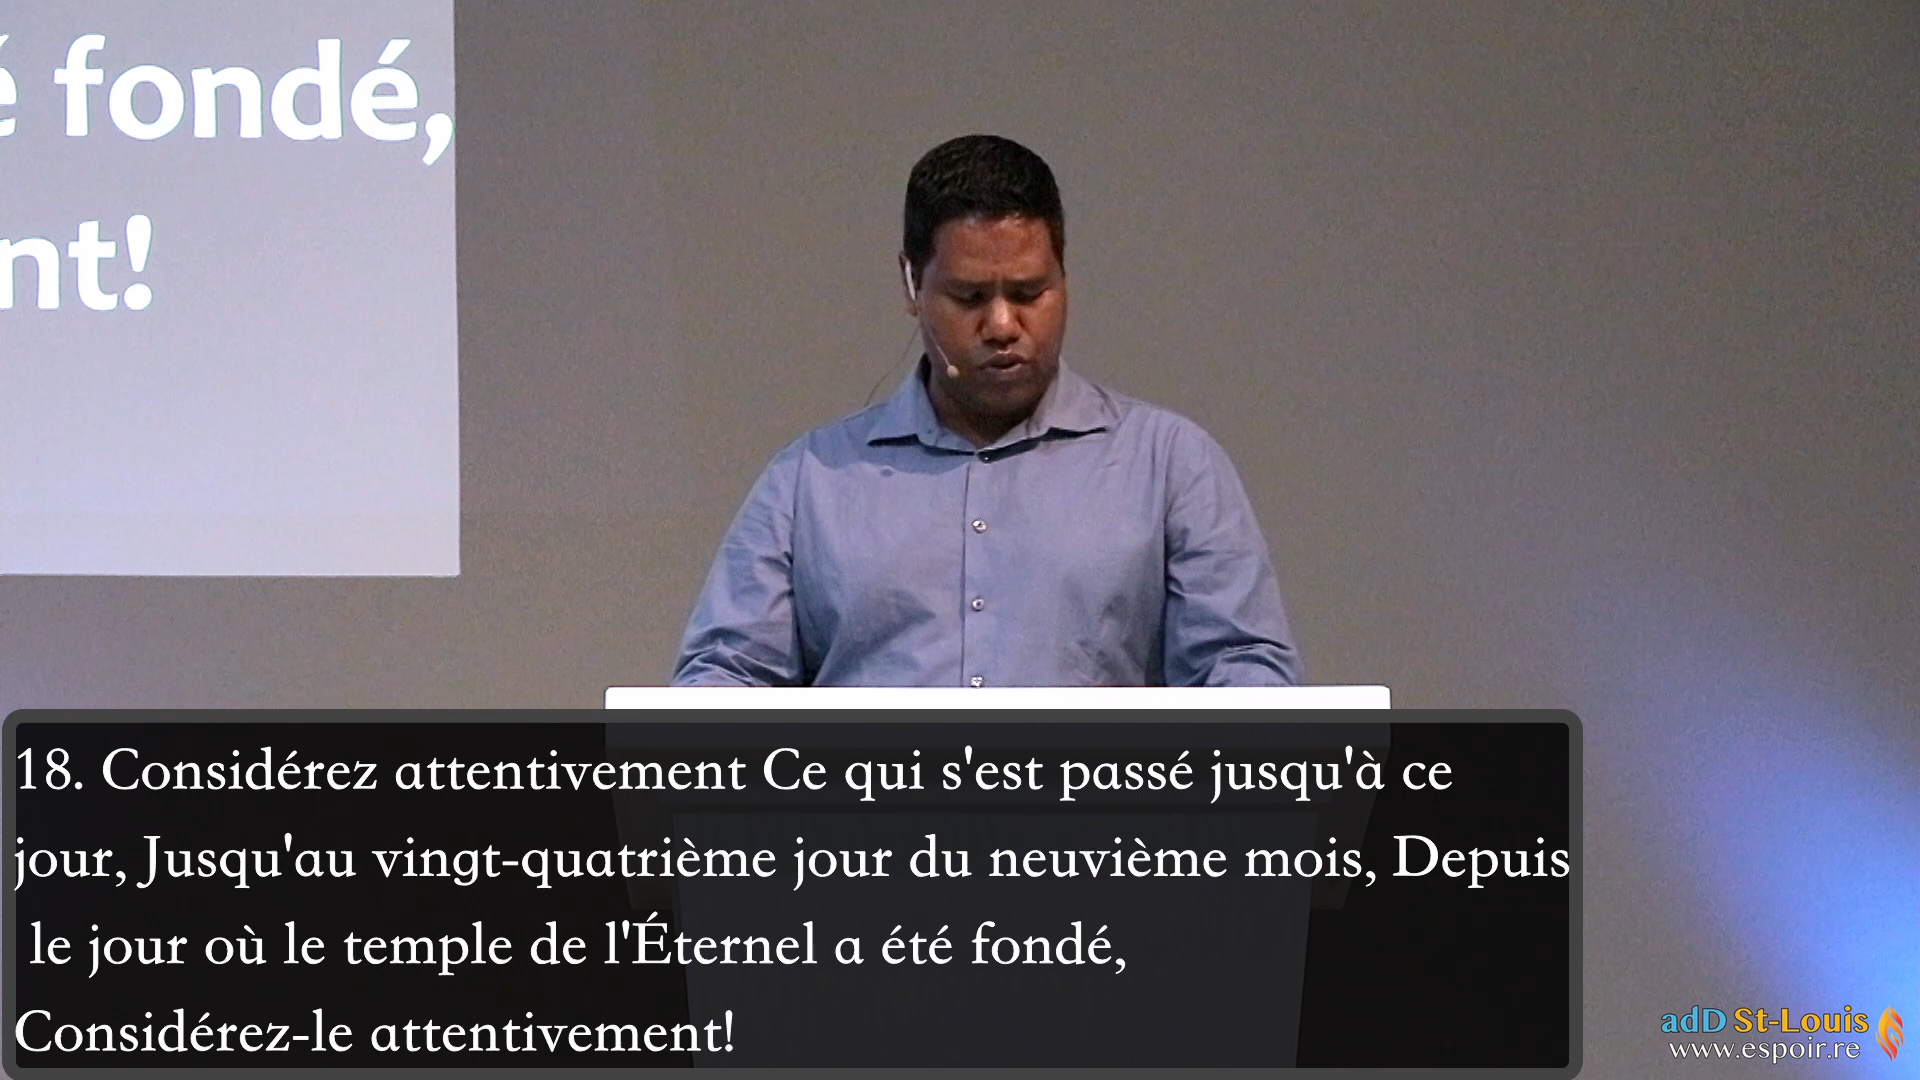 é fondé,
nt!
18. Considérez attentivement Ce qui s'est passé jusqu'à ce
jour, Jusqu'au vingt-quatrième jour du neuvième mois, Depuis
le jour où le temple de l'Éternel a été fondé,
Considérez-le attentivement!
adD St-Louis
www.espoir.re